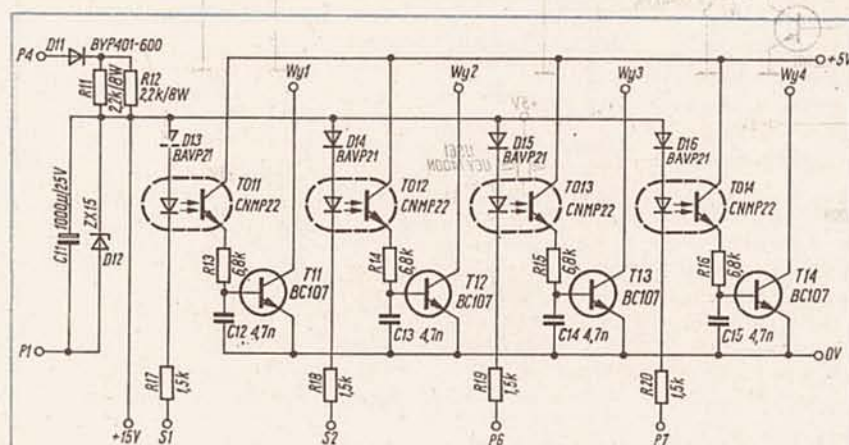 D11
BYP401-600
P4
R11
2,2k/8W
R12
2,2k/8W
+5V
Wy1
Wy2
Wy3
Wy4
D13
BAVP21
D14
BAVP21
D15
BAVP21
D16
BAVP21
C11
1000µ/25V
ZX15
D12
TO11
CNMP22
TO12
CNMP22
TO13
CNMP22
TO14
CNMP22
R13
6,8k
R14
6,8k
R15
6,8k
R16
6,8k
T11
BC107
T12
BC107
T13
BC107
T14
BC107
C12 4,7n
C13 4,7n
C14 4,7n
C15 4,7n
P1
0V
R17
1,5k
R18
1,5k
R19
1,5k
R20
1,5k
+15V
S1
S2
P6
P7